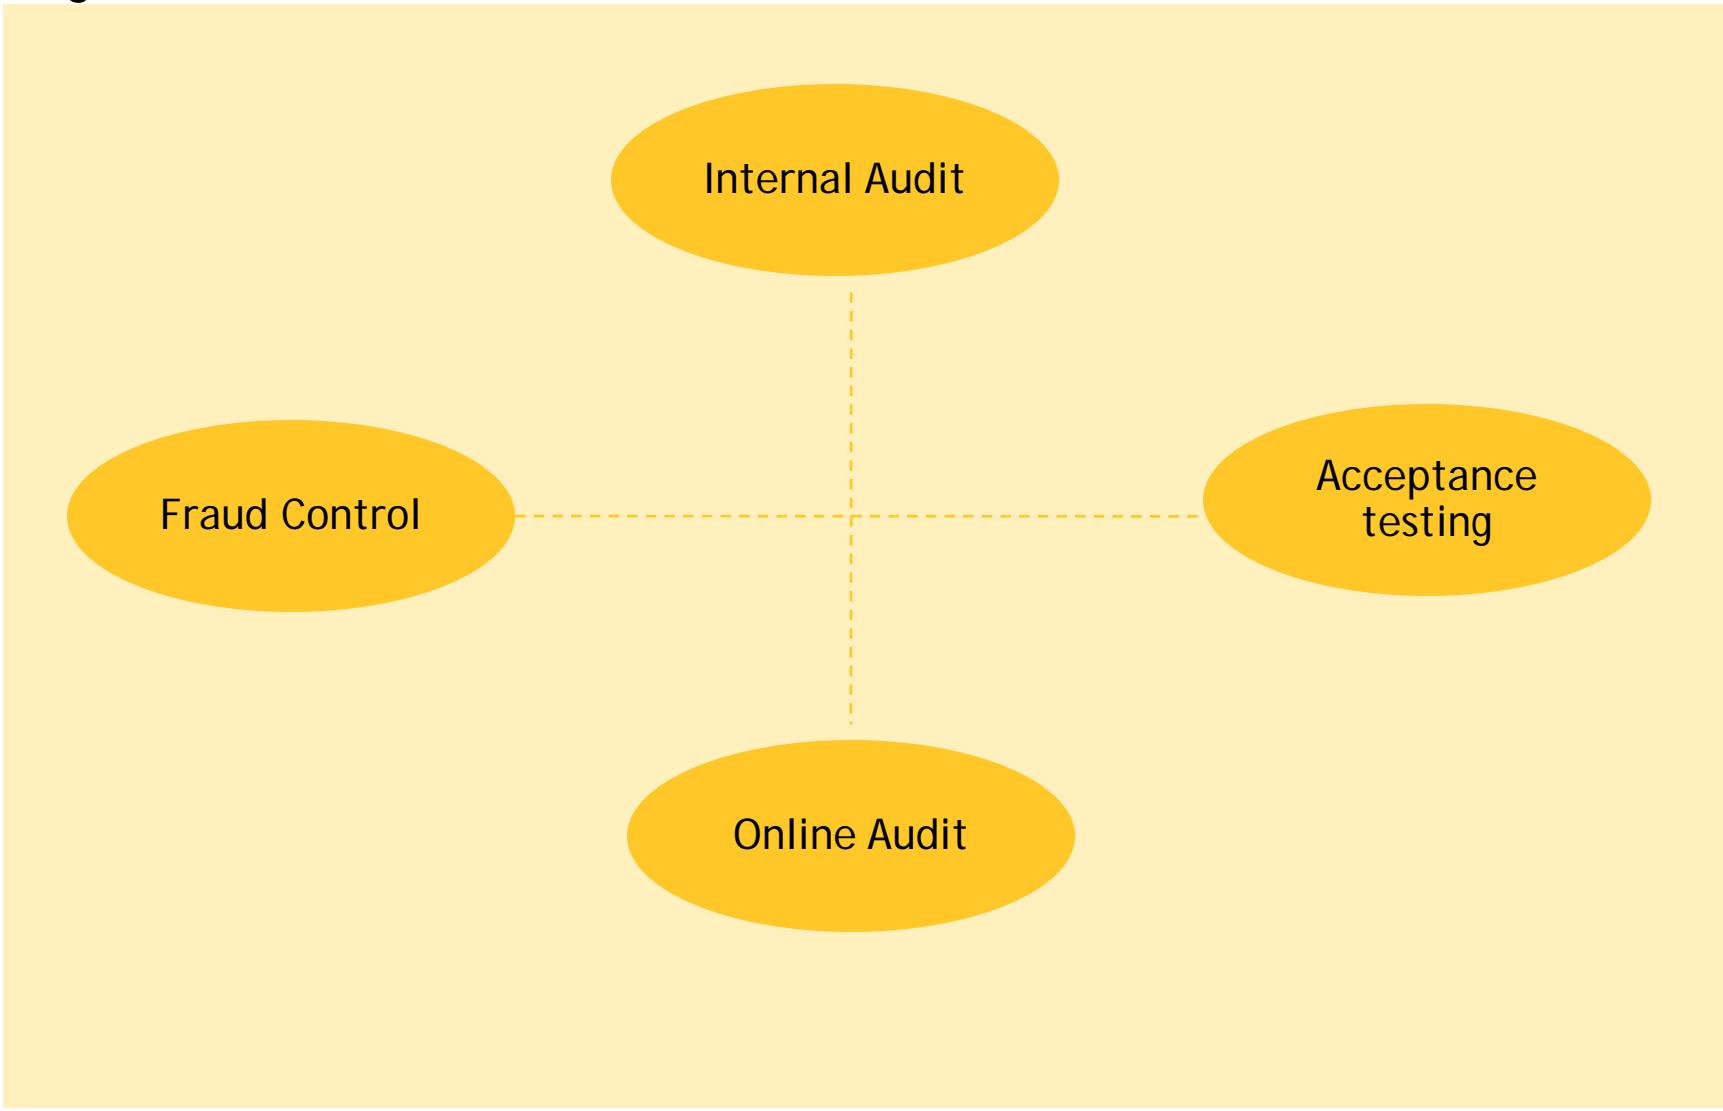 Internal Audit
Fraud Control
Acceptance
testing
Online Audit